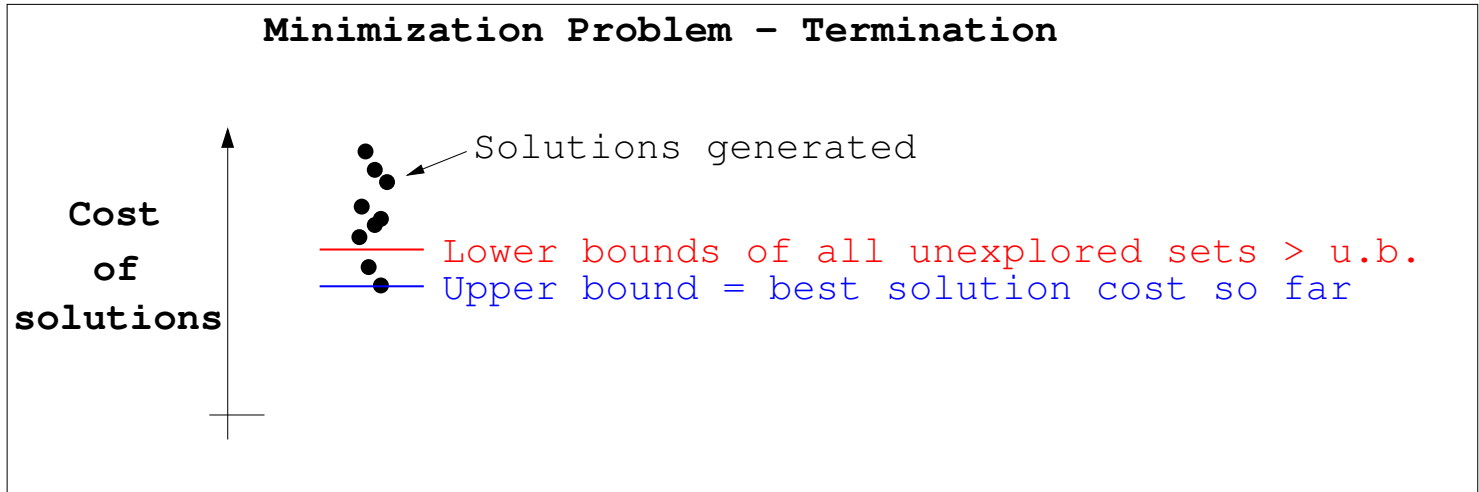 Minimization Problem – Termination
Solutions generated
Cost
of
solutions
Lower bounds of all unexplored sets > u.b.
Upper bound = best solution cost so far